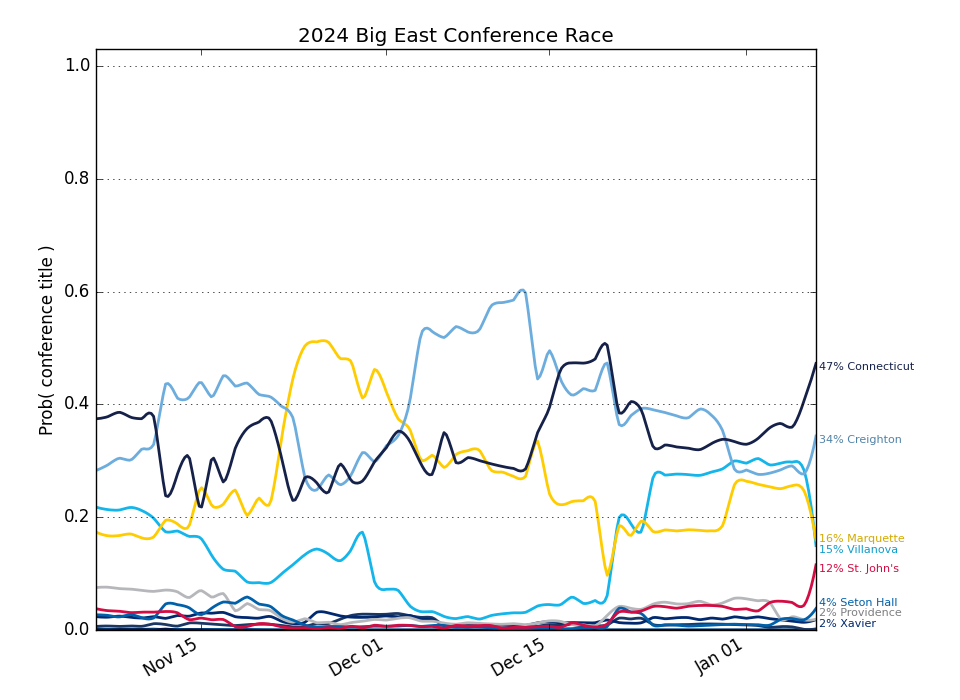 2024 Big East Conference Race
Prob( conference title )
1.0
0.8
0.6
0.4
0.2
0.0
Nov 15
Dec 01
Dec 15
Jan 01
47% Connecticut
34% Creighton
16% Marquette
15% Villanova
12% St. John's
4% Seton Hall
2% Providence
2% Xavier